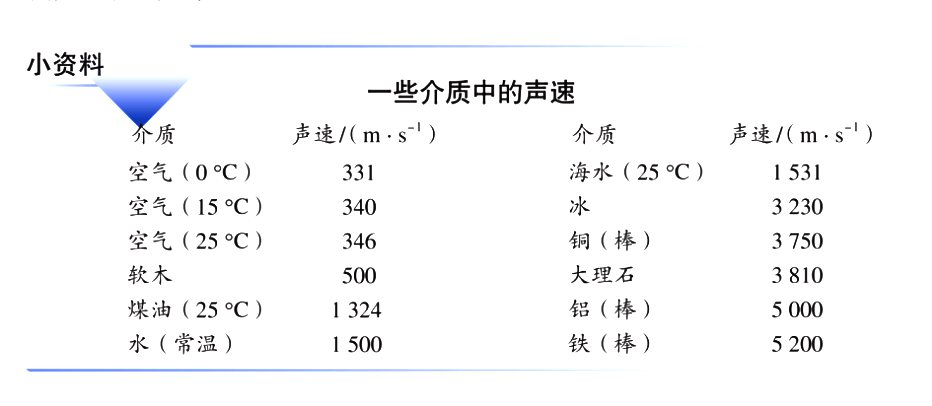 小资料
一些介质中的声速
介质 声速/(m·s⁻¹) 介质 声速/(m·s⁻¹)
空气(0 ℃) 331 海水(25 ℃) 1 531
空气(15 ℃) 340 冰 3 230
空气(25 ℃) 346 铜(棒) 3 750
软木 500 大理石 3 810
煤油(25 ℃) 1 324 铝(棒) 5 000
水(常温) 1 500 铁(棒) 5 200